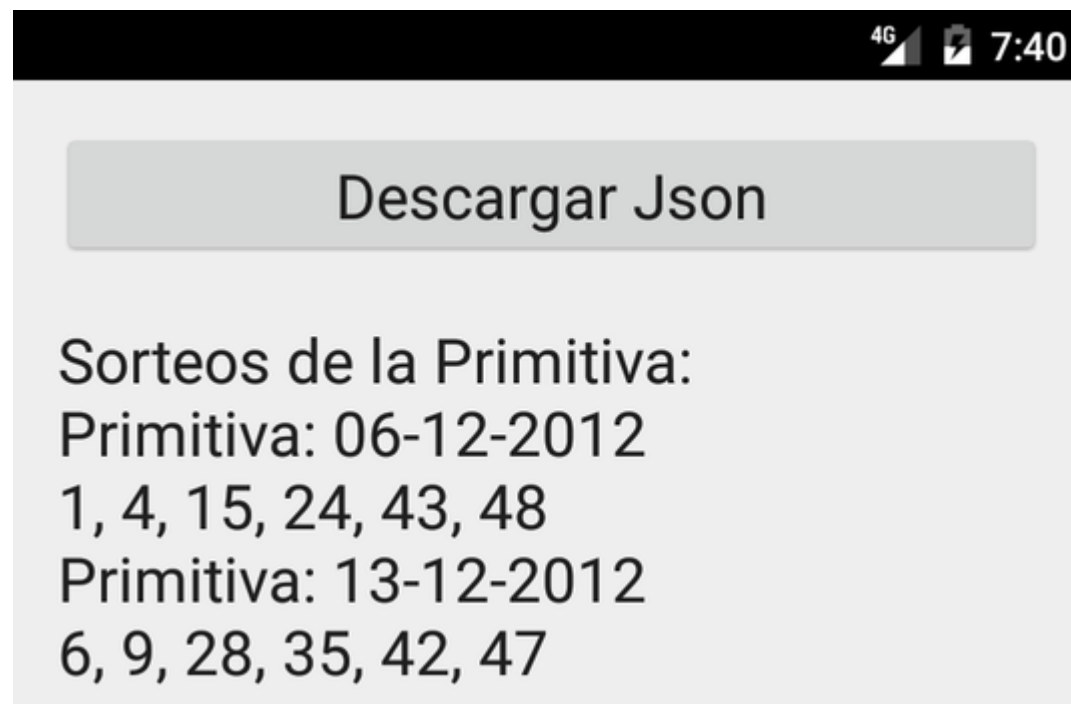 4G 7:40
Descargar Json
Sorteos de la Primitiva:
Primitiva: 06-12-2012
1, 4, 15, 24, 43, 48
Primitiva: 13-12-2012
6, 9, 28, 35, 42, 47